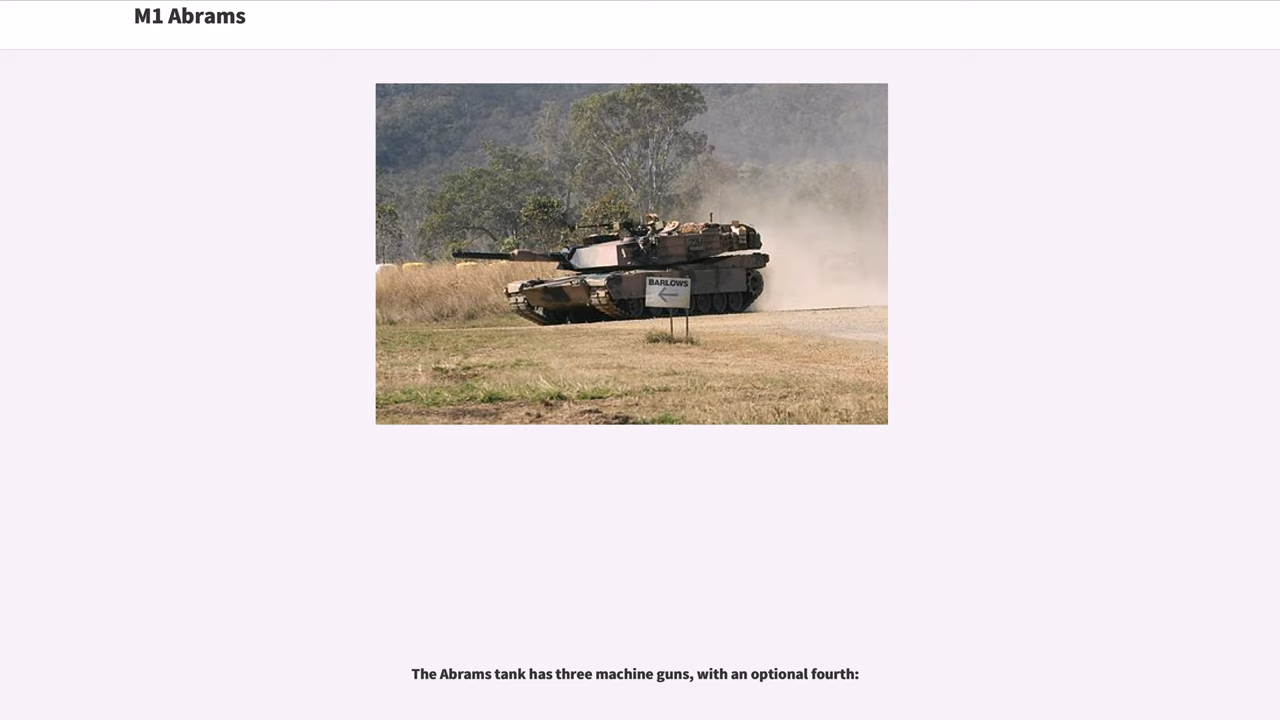 M1 Abrams
BARLOWS
The Abrams tank has three machine guns, with an optional fourth: